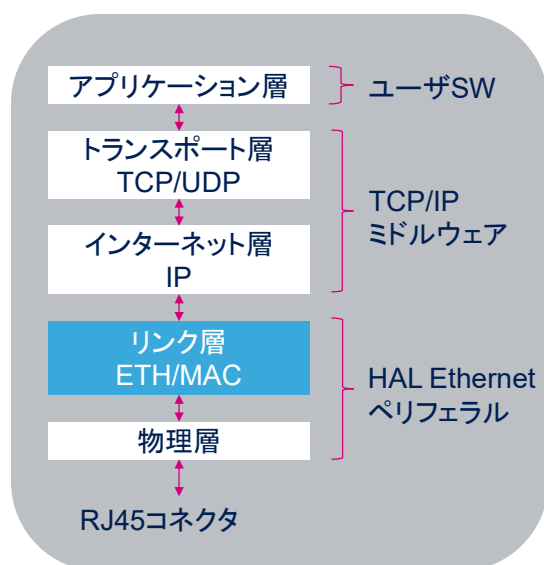 アプリケーション層
ユーザSW
トランスポート層
TCP/UDP
TCP/IP
ミドルウェア
インターネット層
IP
リンク層
ETH/MAC
HAL Ethernet
ペリフェラル
物理層
RJ45コネクタ